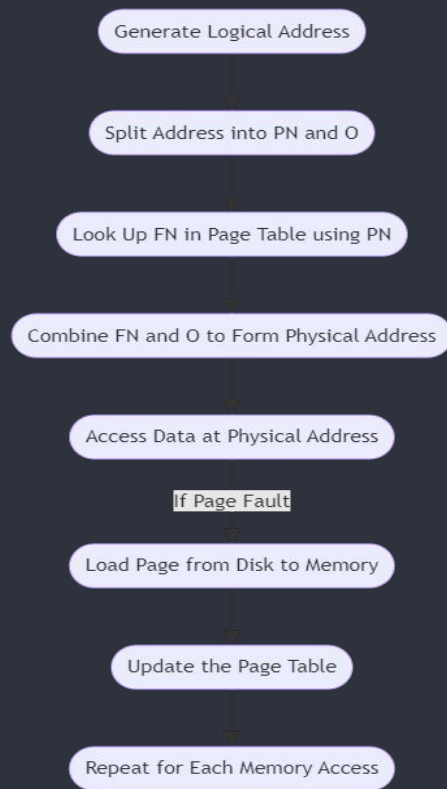 Generate Logical Address
Split Address into PN and O
Look Up FN in Page Table using PN
Combine FN and O to Form Physical Address
Access Data at Physical Address
If Page Fault
Load Page from Disk to Memory
Update the Page Table
Repeat for Each Memory Access